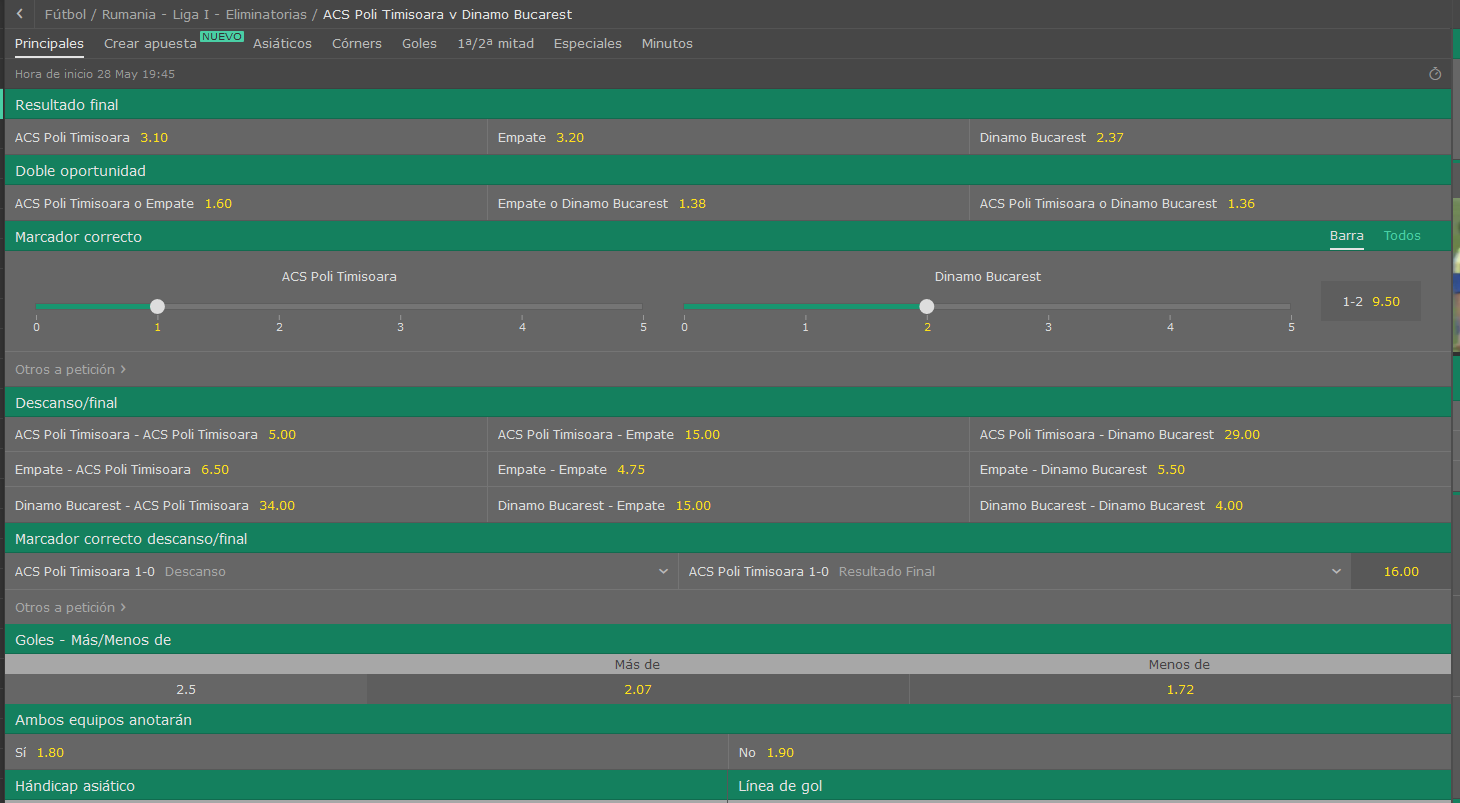 Fútbol / Rumania - Liga I - Eliminatorias / ACS Poli Timisoara v Dinamo Bucarest
Principales Crear apuesta NUEVO Asiáticos Córners Goles 1ª/2ª mitad Especiales Minutos
Hora de inicio 28 May 19:45
Resultado final
ACS Poli Timisoara 3.10 Empate 3.20 Dinamo Bucarest 2.37
Doble oportunidad
ACS Poli Timisoara o Empate 1.60 Empate o Dinamo Bucarest 1.38 ACS Poli Timisoara o Dinamo Bucarest 1.36
Marcador correcto Barra Todos
ACS Poli Timisoara Dinamo Bucarest
1-2 9.50
0 1 2 3 4 5 0 1 2 3 4 5
Otros a petición
Descanso/final
ACS Poli Timisoara - ACS Poli Timisoara 5.00 ACS Poli Timisoara - Empate 15.00 ACS Poli Timisoara - Dinamo Bucarest 29.00
Empate - ACS Poli Timisoara 6.50 Empate - Empate 4.75 Empate - Dinamo Bucarest 5.50
Dinamo Bucarest - ACS Poli Timisoara 34.00 Dinamo Bucarest - Empate 15.00 Dinamo Bucarest - Dinamo Bucarest 4.00
Marcador correcto descanso/final
ACS Poli Timisoara 1-0 Descanso ACS Poli Timisoara 1-0 Resultado Final 16.00
Otros a petición
Goles - Más/Menos de
Más de Menos de
2.5 2.07 1.72
Ambos equipos anotarán
Sí 1.80 No 1.90
Hándicap asiático Línea de gol